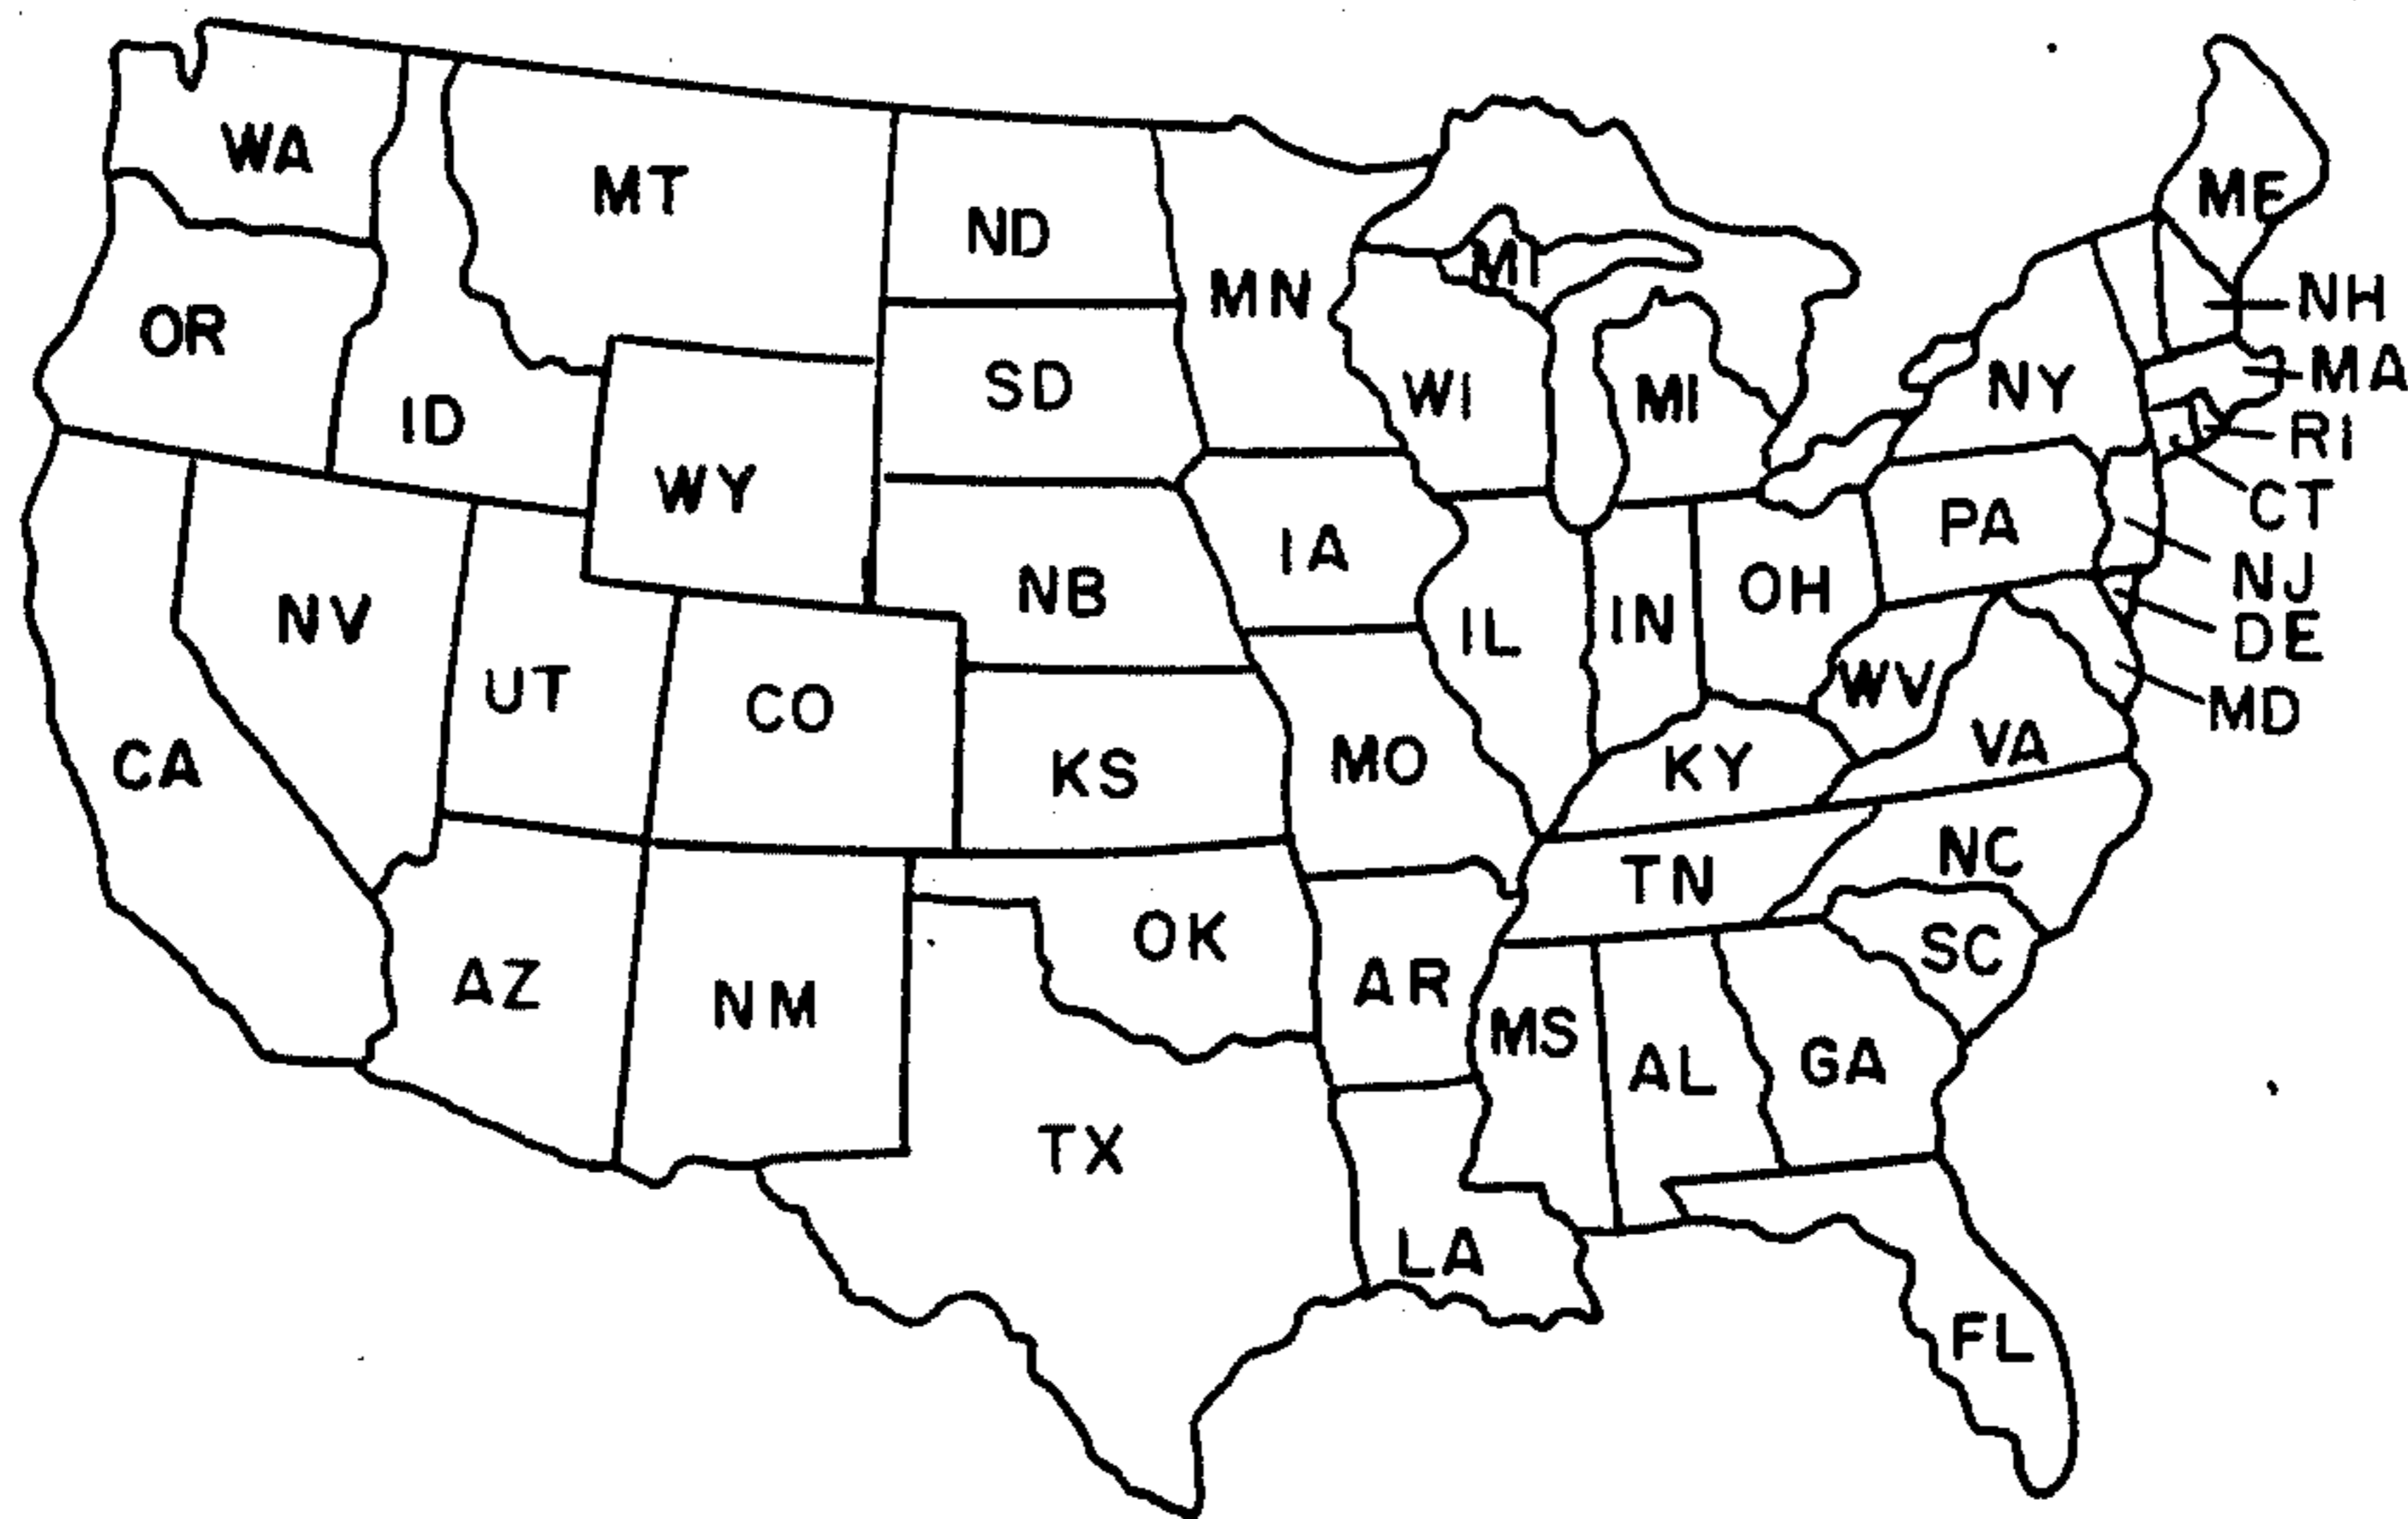 WA
MT
ME
ND
MI
MN
NH
OR
NY
MA
SD
WI
MI
ID
RI
WY
CT
PA
IA
NB
OH
NJ
NV
IL
IN
DE
UT
WV
CO
MD
VA
CA
KS
MO
KY
NC
TN
OK
SC
AZ
AR
NM
MS
AL
GA
TX
LA
FL